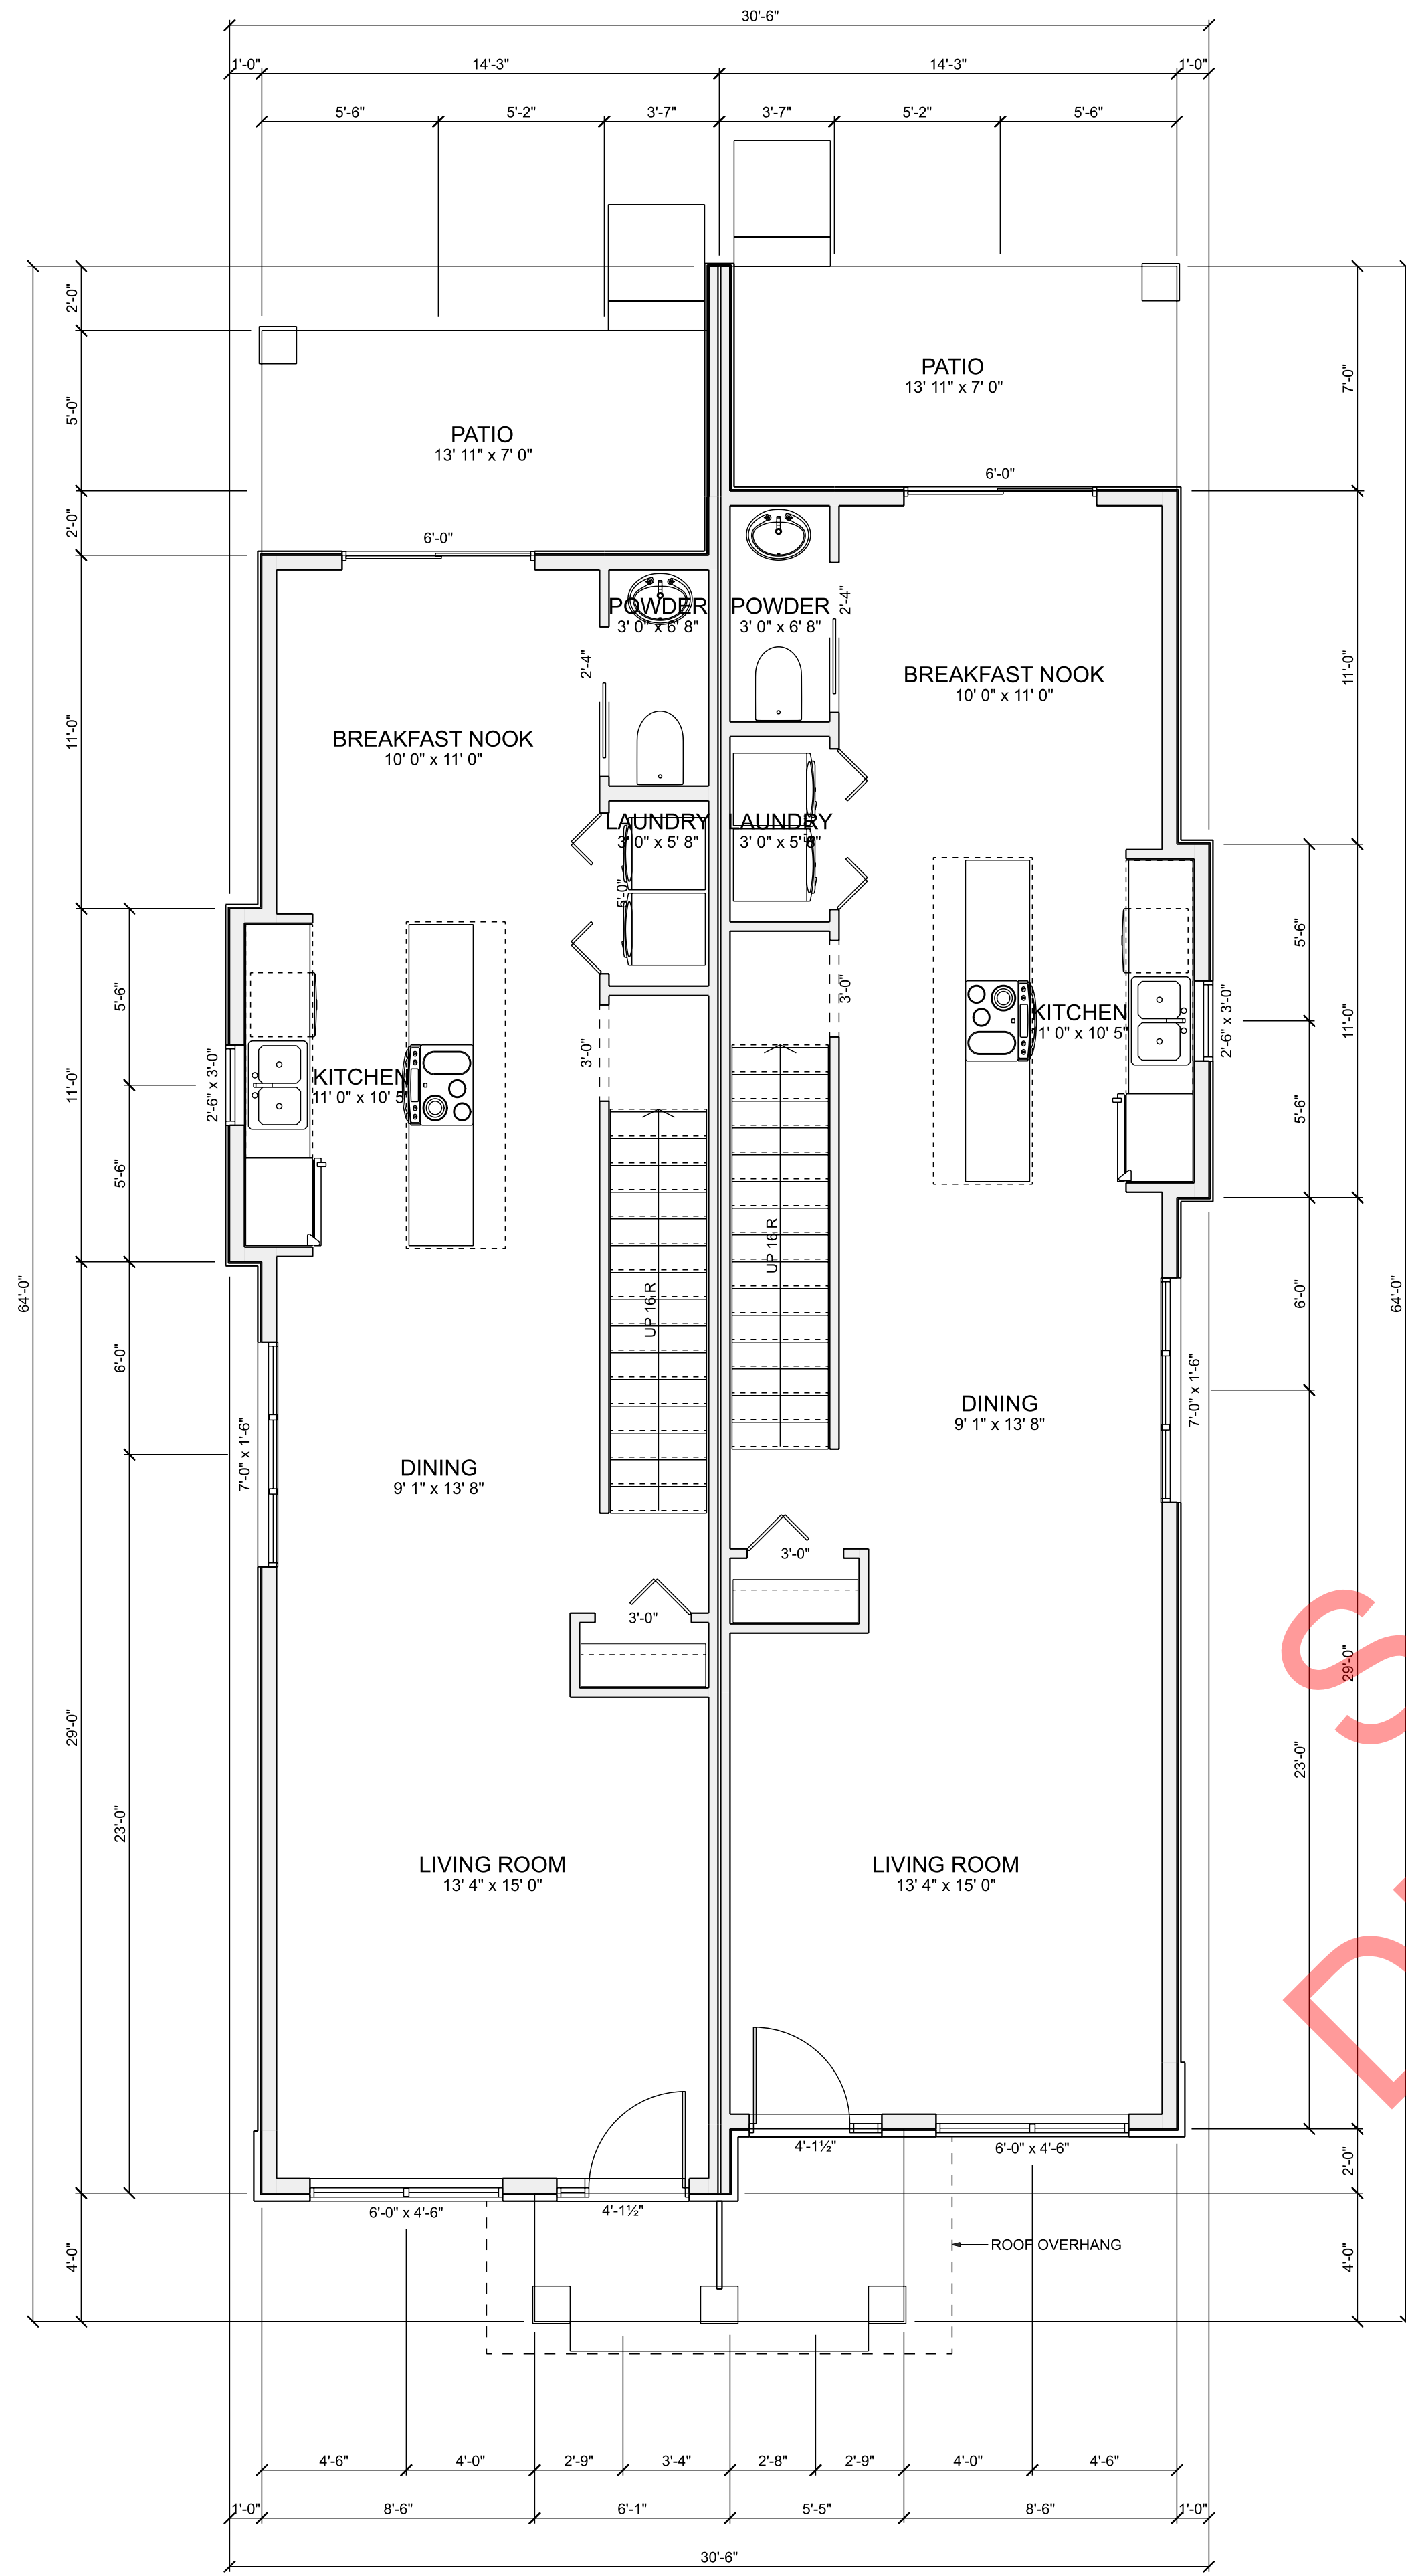 30'-6"
1'-0"
14'-3"
14'-3"
1'-0"
5'-6"
5'-2"
3'-7"
3'-7"
5'-2"
5'-6"
2'-0"
5'-0"
7'-0"
PATIO
13' 11" x 7' 0"
PATIO
13' 11" x 7' 0"
6'-0"
2'-0"
6'-0"
POWDER
3' 0" x 6' 8"
POWDER
3' 0" x 6' 8"
2'-4"
2'-4"
BREAKFAST NOOK
10' 0" x 11' 0"
11'-0"
BREAKFAST NOOK
10' 0" x 11' 0"
11'-0"
LAUNDRY
3' 0" x 5' 8"
LAUNDRY
3' 0" x 5' 8"
5'-0"
5'-6"
5'-6"
3'-0"
3'-0"
KITCHEN
11' 0" x 10' 5"
2'-6" x 3'-0"
11'-0"
KITCHEN
11' 0" x 10' 5"
2'-6" x 3'-0"
11'-0"
5'-6"
5'-6"
UP 16 R
UP 16 R
64'-0"
64'-0"
6'-0"
6'-0"
7'-0" x 1'-6"
7'-0" x 1'-6"
DINING
9' 1" x 13' 8"
DINING
9' 1" x 13' 8"
3'-0"
3'-0"
29'-0"
29'-0"
23'-0"
23'-0"
LIVING ROOM
13' 4" x 15' 0"
LIVING ROOM
13' 4" x 15' 0"
4'-1½"
6'-0" x 4'-6"
2'-0"
6'-0" x 4'-6"
4'-1½"
ROOF OVERHANG
4'-0"
4'-0"
4'-6"
4'-0"
2'-9"
3'-4"
2'-8"
2'-9"
4'-0"
4'-6"
1'-0"
8'-6"
6'-1"
5'-5"
8'-6"
1'-0"
30'-6"